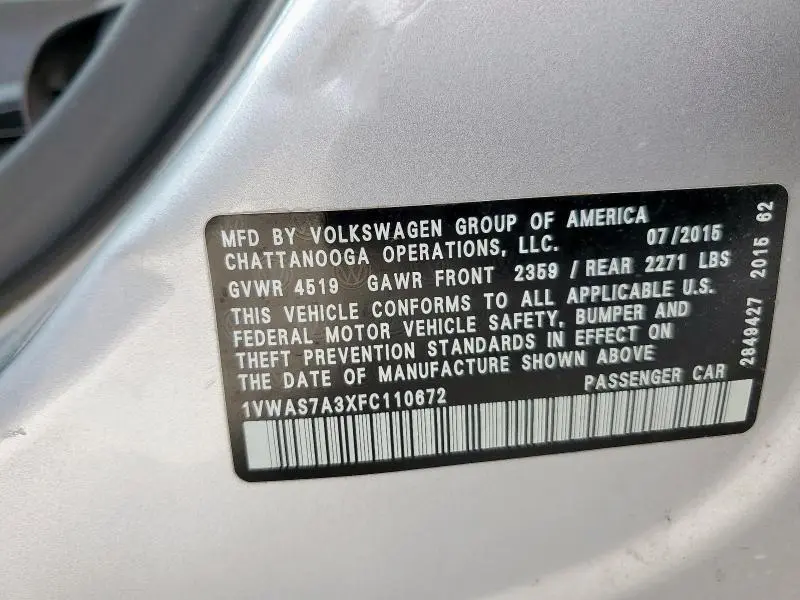 MFD BY VOLKSWAGEN GROUP OF AMERICA
CHATTANOOGA OPERATIONS, LLC. 07/2015
GVWR 4519 GAWR FRONT 2359 / REAR 2271 LBS
THIS VEHICLE CONFORMS TO ALL APPLICABLE U.S.
FEDERAL MOTOR VEHICLE SAFETY, BUMPER AND
THEFT PREVENTION STANDARDS IN EFFECT ON
THE DATE OF MANUFACTURE SHOWN ABOVE
1VWAS7A3XFC110672 PASSENGER CAR
2849427 2015 62